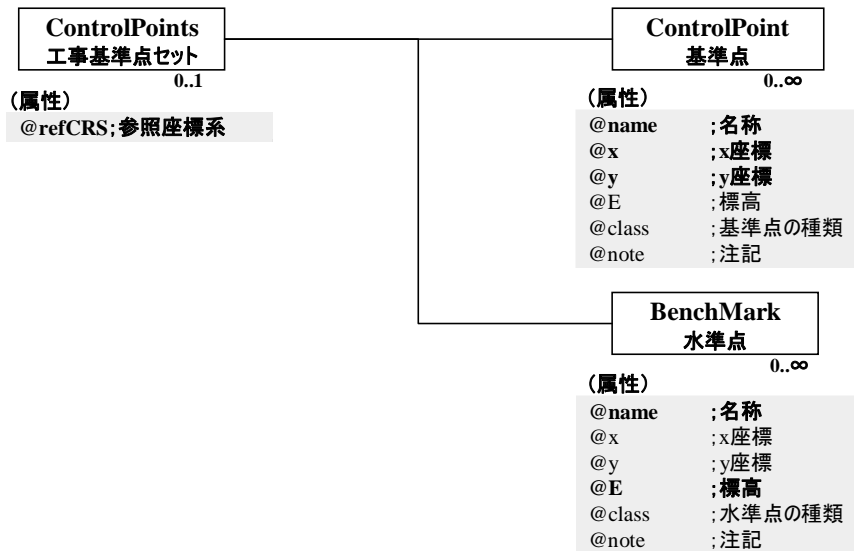 ControlPoints
工事基準点セット
0..1
(属性)
@refCRS;参照座標系
ControlPoint
基準点
0..∞
(属性)
@name ;名称
@x ;x座標
@y ;y座標
@E ;標高
@class ;基準点の種類
@note ;注記
BenchMark
水準点
0..∞
(属性)
@name ;名称
@x ;x座標
@y ;y座標
@E ;標高
@class ;水準点の種類
@note ;注記